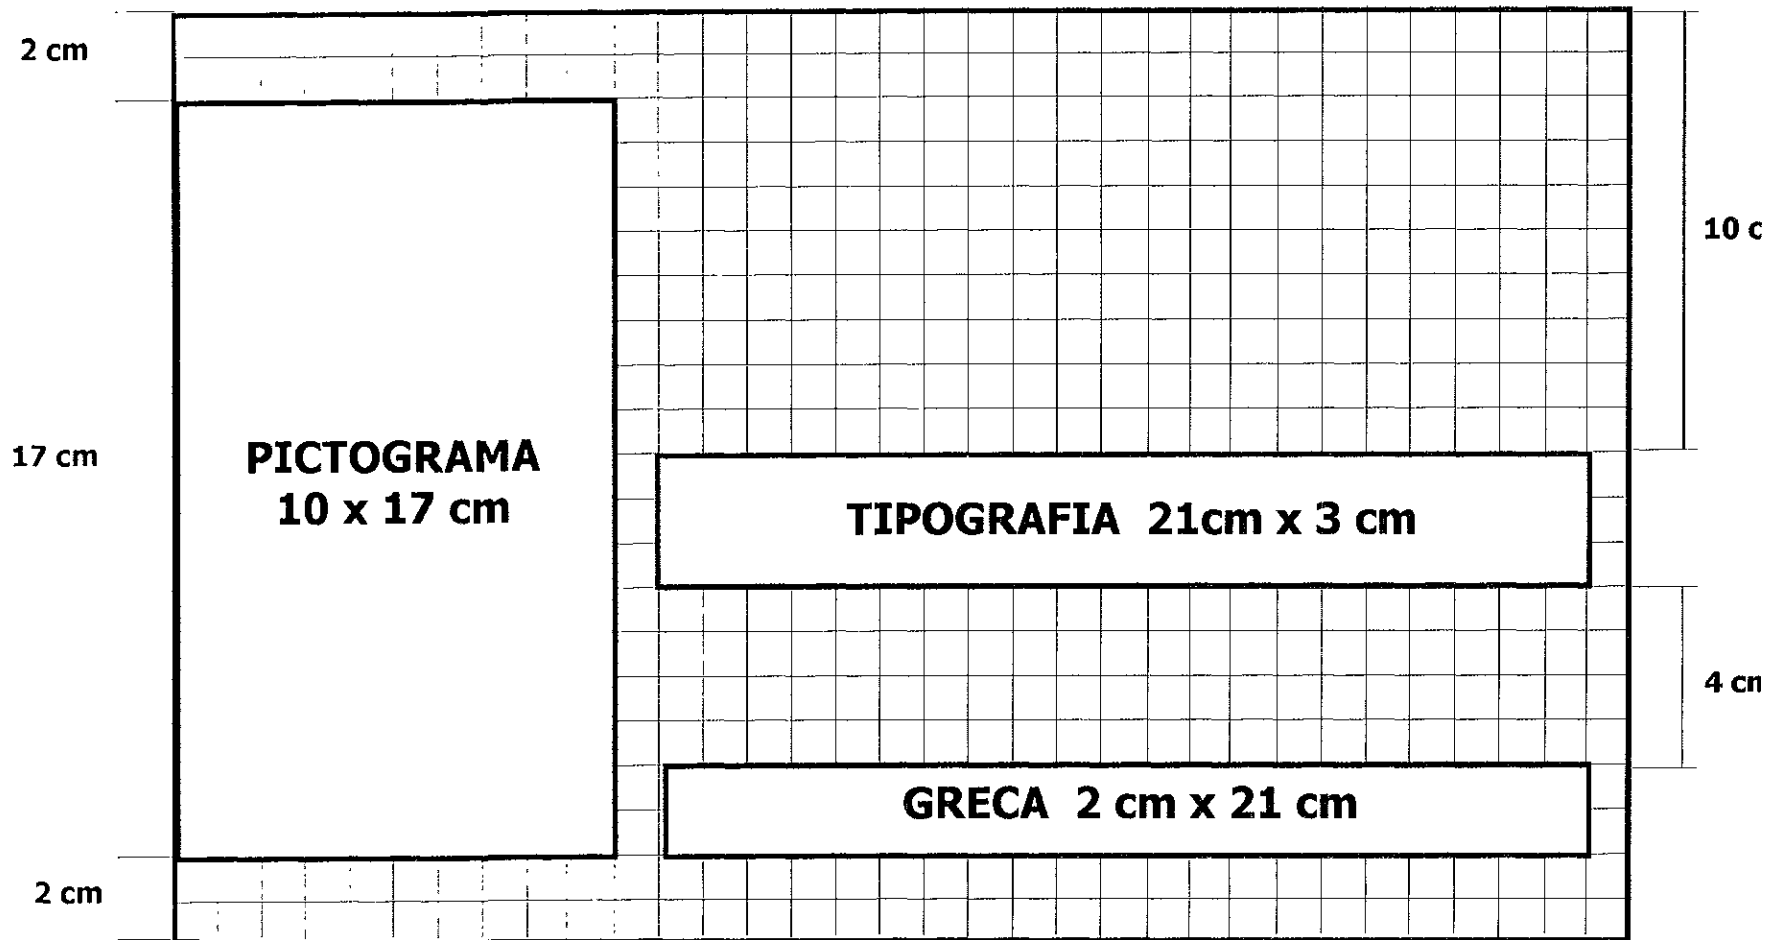 2 cm
10 c
17 cm
PICTOGRAMA
10 x 17 cm
TIPOGRAFIA 21cm x 3 cm
4 cm
GRECA 2 cm x 21 cm
2 cm